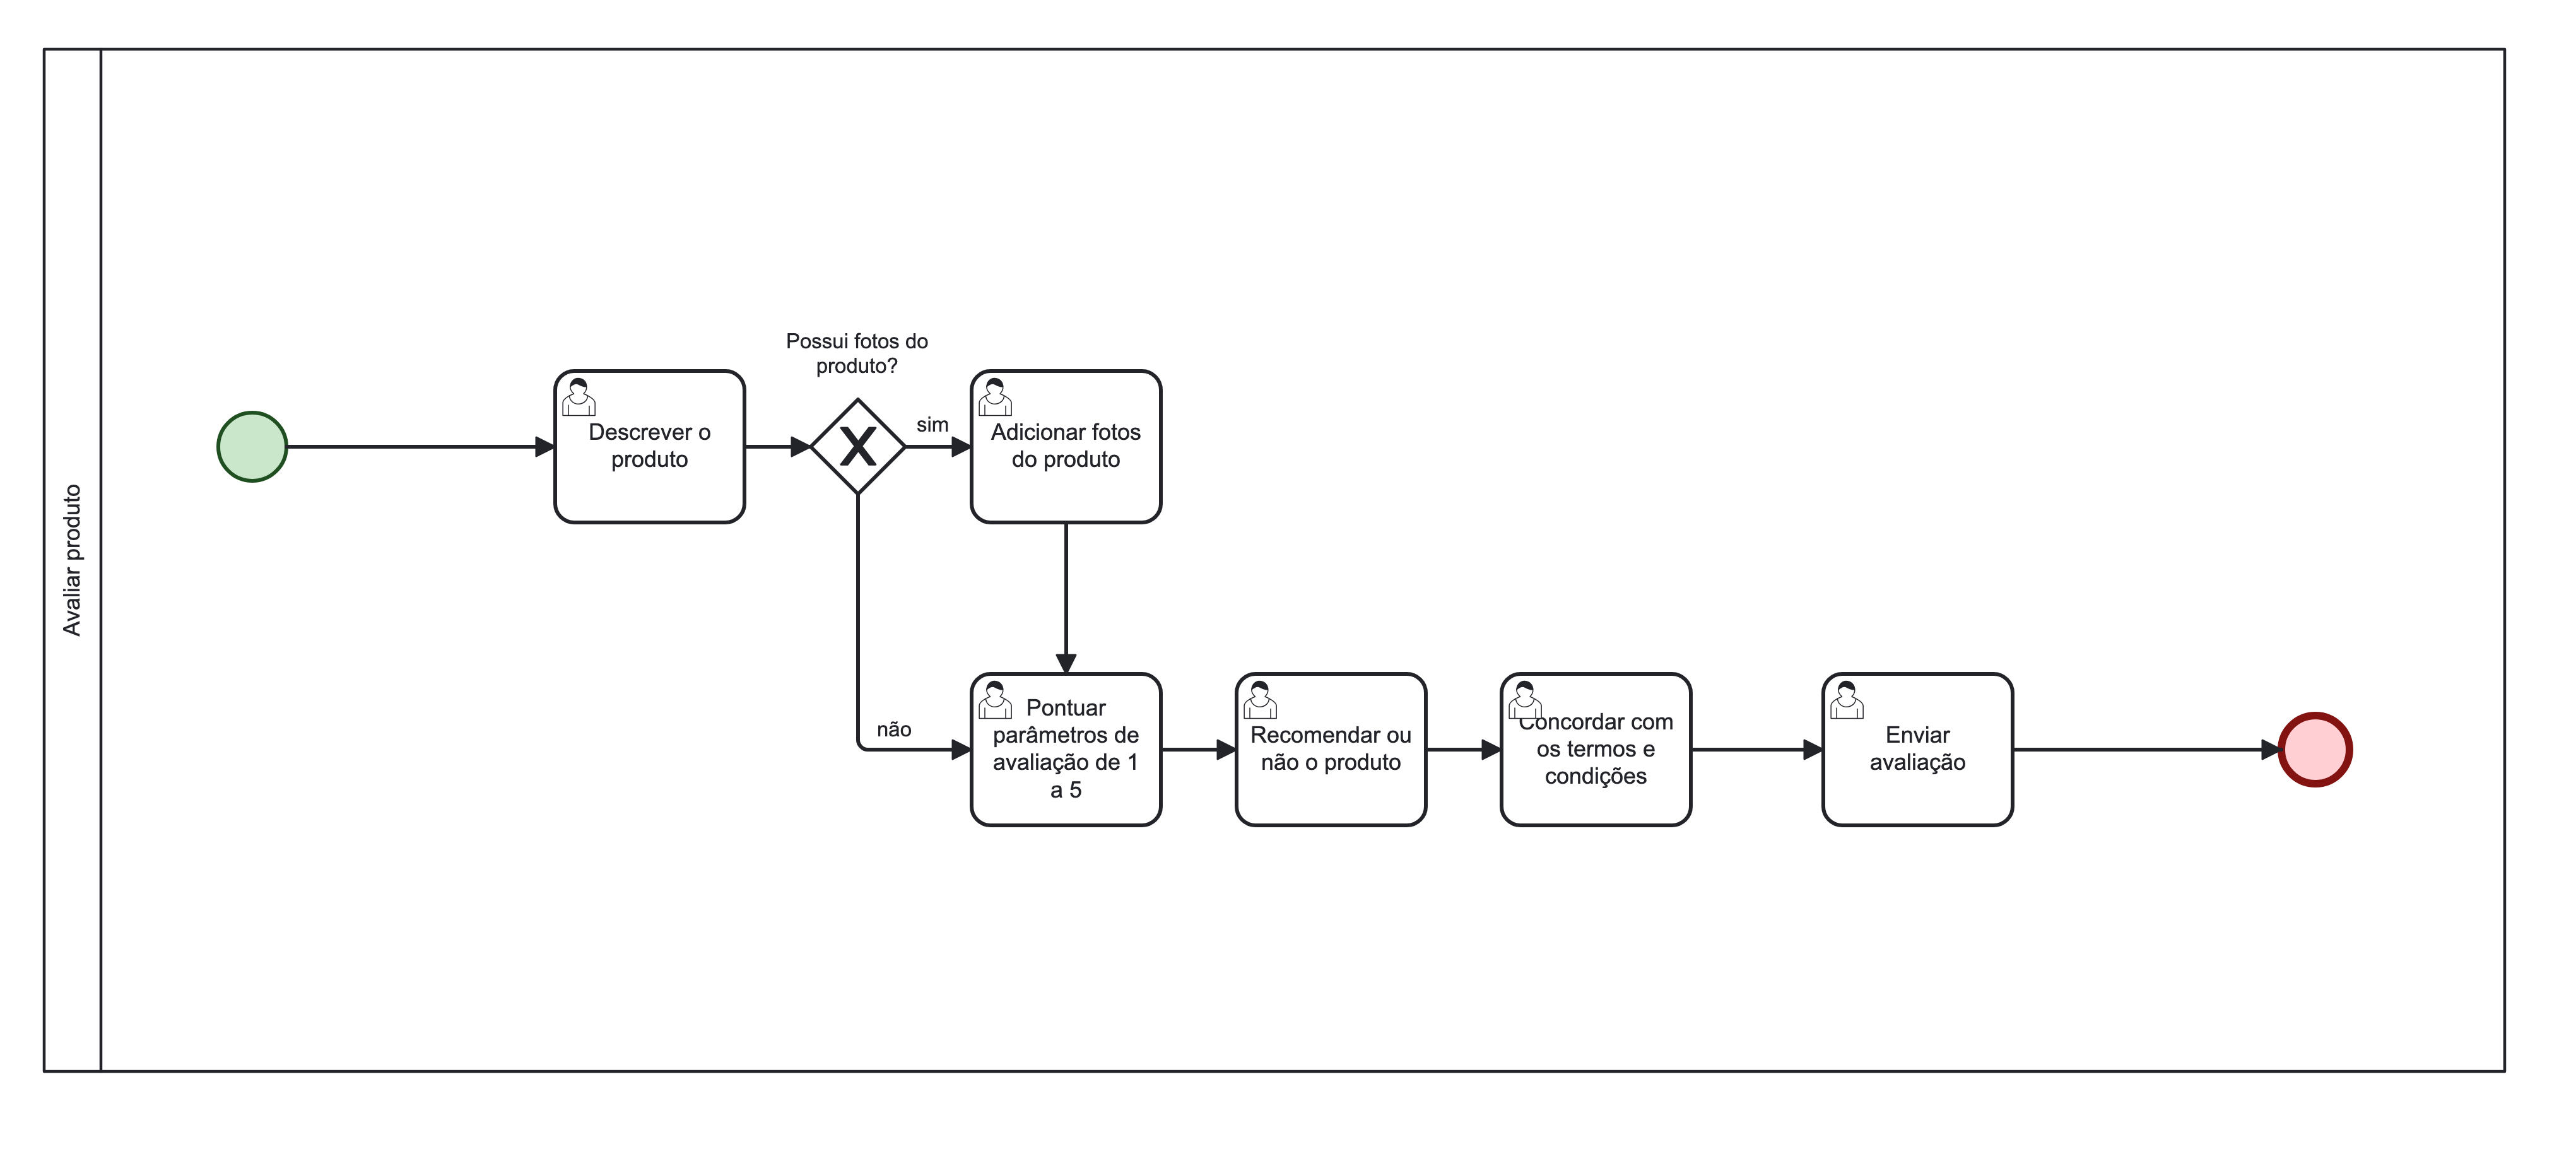 Avaliar produto
Possui fotos do
produto?
Descrever o
produto
sim
Adicionar fotos
do produto
não
Pontuar
parâmetros de
avaliação de 1
a 5
Recomendar ou
não o produto
Concordar com
os termos e
condições
Enviar
avaliação